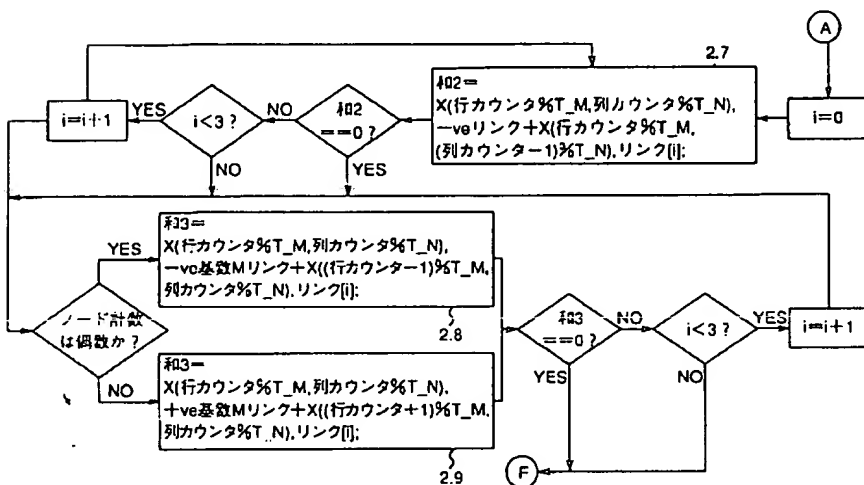 A
2.7
和2=
X(行カウンタ%T_M,列カウンタ%T_N),
-veリンク+X(行カウンタ%T_M,
(列カウンター1)%T_N),リンク[i];
i=0
NO
和2
==0?
YES
NO
i<3?
YES
i=i+1
NO
YES
和3=
X(行カウンタ%T_M,列カウンタ%T_N),
-ve基数Mリンク+X((行カウンター1)%T_M,
列カウンタ%T_N),リンク[i];
2.8
ノード計数
は偶数か?
NO
和3=
X(行カウンタ%T_M,列カウンタ%T_N),
+ve基数Mリンク+X((行カウンタ+1)%T_M,
列カウンタ%T_N),リンク[i];
2.9
和3
==0?
NO
YES
i<3?
YES
NO
i=i+1
F